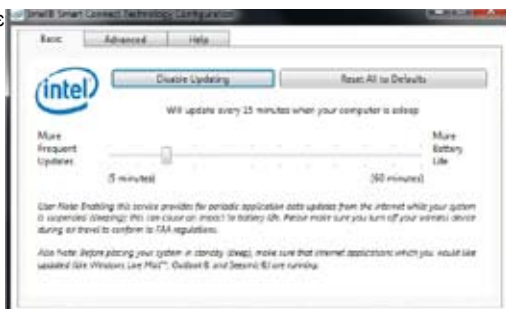 Intel® Smart Connect Technology Configuration
Basic Advanced Help
intel
Disable Updating Reset All to Defaults
Will update every 15 minutes when your computer is asleep
More Frequent Updates
More Battery Life
(5 minutes) (60 minutes)
User Note: Enabling this service provides for periodic application data updates from the internet while your system
is suspended (sleeping); this can cause an impact to battery life. Please make sure you turn off your wireless device
during air travel to conform to FAA regulations.
Also Note: Before placing your system in standby (sleep), make sure that internet applications which you would like
updated (like Windows Live Mail™, Outlook® and Seesmic®) are running.